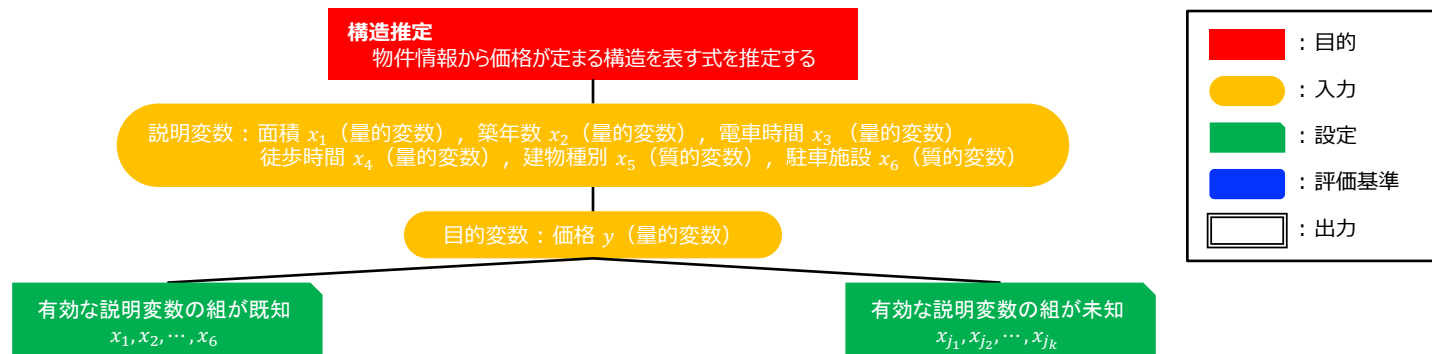 構造推定
物件情報から価格が定まる構造を表す式を推定する
説明変数：面積 x₁（量的変数）, 築年数 x₂（量的変数）, 電車時間 x₃（量的変数）,
徒歩時間 x₄（量的変数）, 建物種別 x₅（質的変数）, 駐車施設 x₆（質的変数）
目的変数：価格 y（量的変数）
有効な説明変数の組が既知
x₁, x₂, ⋯, x₆
有効な説明変数の組が未知
x_{j₁}, x_{j₂}, ⋯, x_{j_k}
：目的
：入力
：設定
：評価基準
：出力